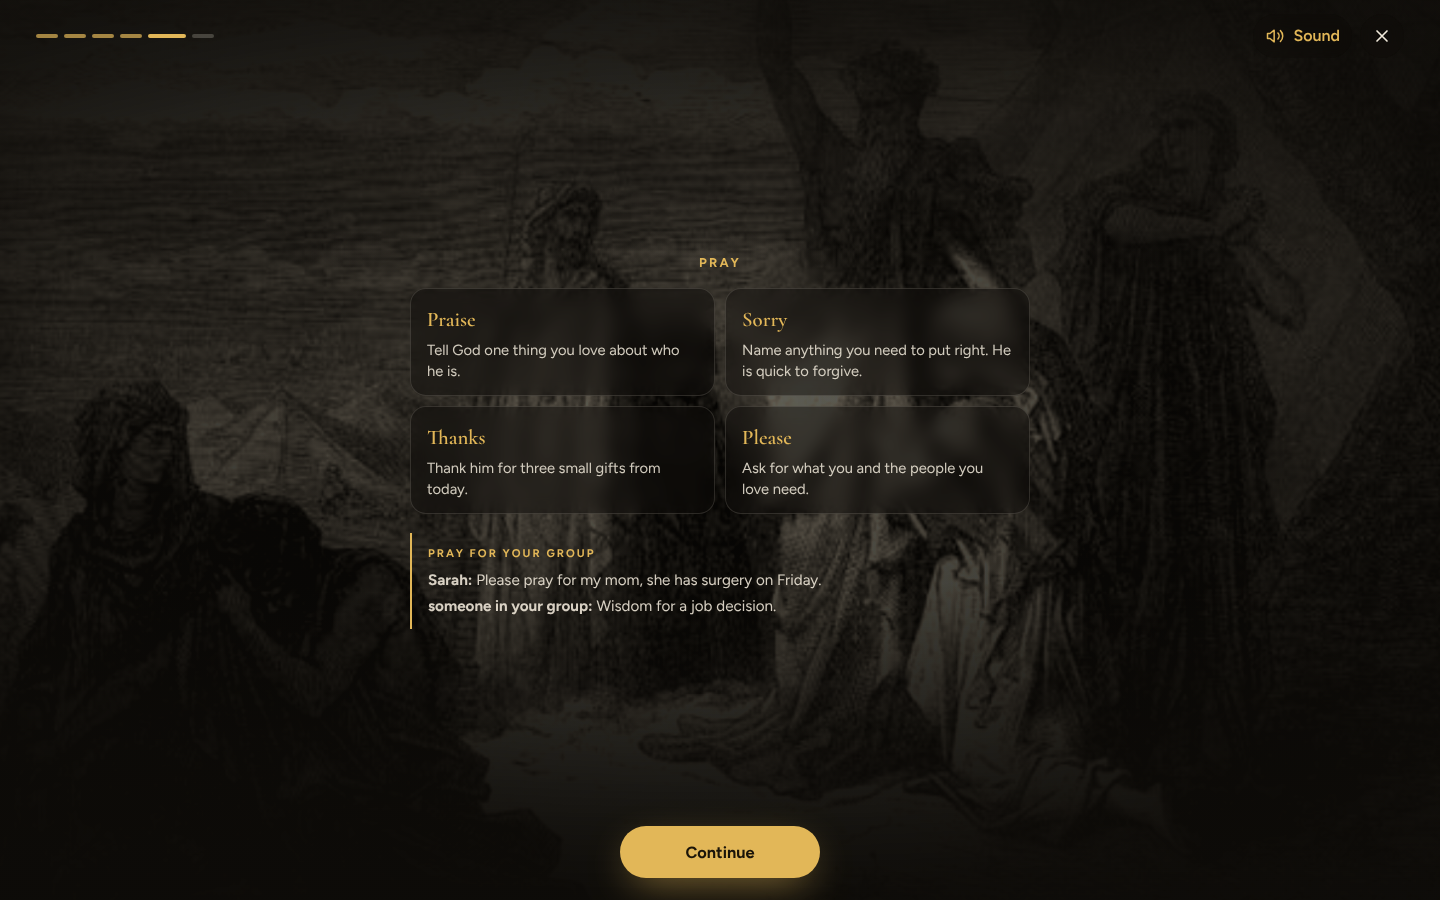 Sound
PRAY
Praise
Tell God one thing you love about who
he is.
Sorry
Name anything you need to put right. He
is quick to forgive.
Thanks
Thank him for three small gifts from
today.
Please
Ask for what you and the people you
love need.
PRAY FOR YOUR GROUP
Sarah: Please pray for my mom, she has surgery on Friday.
someone in your group: Wisdom for a job decision.
Continue